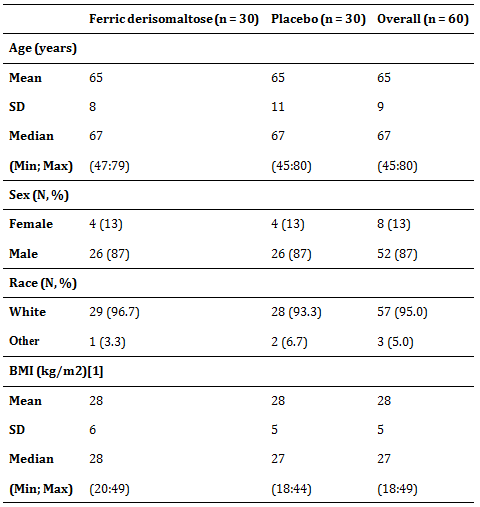 Ferric derisomaltose (n = 30) Placebo (n = 30) Overall (n = 60)
Age (years)
Mean 65 65 65
SD 8 11 9
Median 67 67 67
(Min; Max) (47:79) (45:80) (45:80)
Sex (N, %)
Female 4 (13) 4 (13) 8 (13)
Male 26 (87) 26 (87) 52 (87)
Race (N, %)
White 29 (96.7) 28 (93.3) 57 (95.0)
Other 1 (3.3) 2 (6.7) 3 (5.0)
BMI (kg/m2)[1]
Mean 28 28 28
SD 6 5 5
Median 28 27 27
(Min; Max) (20:49) (18:44) (18:49)